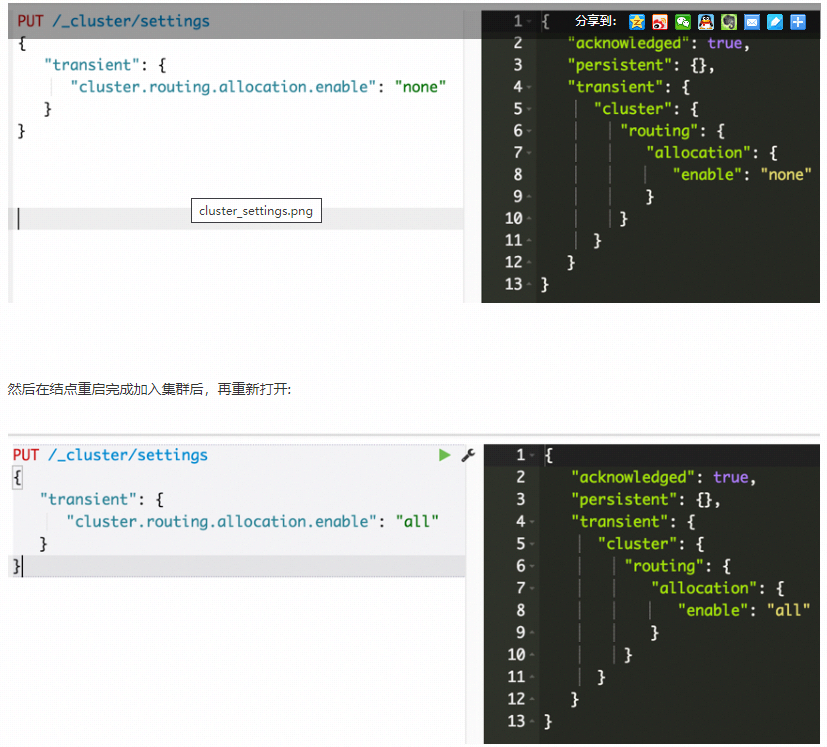 PUT /_cluster/settings
{
"transient": {
"cluster.routing.allocation.enable": "none"
}
}
cluster_settings.png
分享到:
1 {
2 "acknowledged": true,
3 "persistent": {},
4 "transient": {
5 "cluster": {
6 "routing": {
7 "allocation": {
8 "enable": "none"
9 }
10 }
11 }
12 }
13 }
然后在结点重启完成加入集群后，再重新打开:
PUT /_cluster/settings
{
"transient": {
"cluster.routing.allocation.enable": "all"
}
}
1 {
2 "acknowledged": true,
3 "persistent": {},
4 "transient": {
5 "cluster": {
6 "routing": {
7 "allocation": {
8 "enable": "all"
9 }
10 }
11 }
12 }
13 }